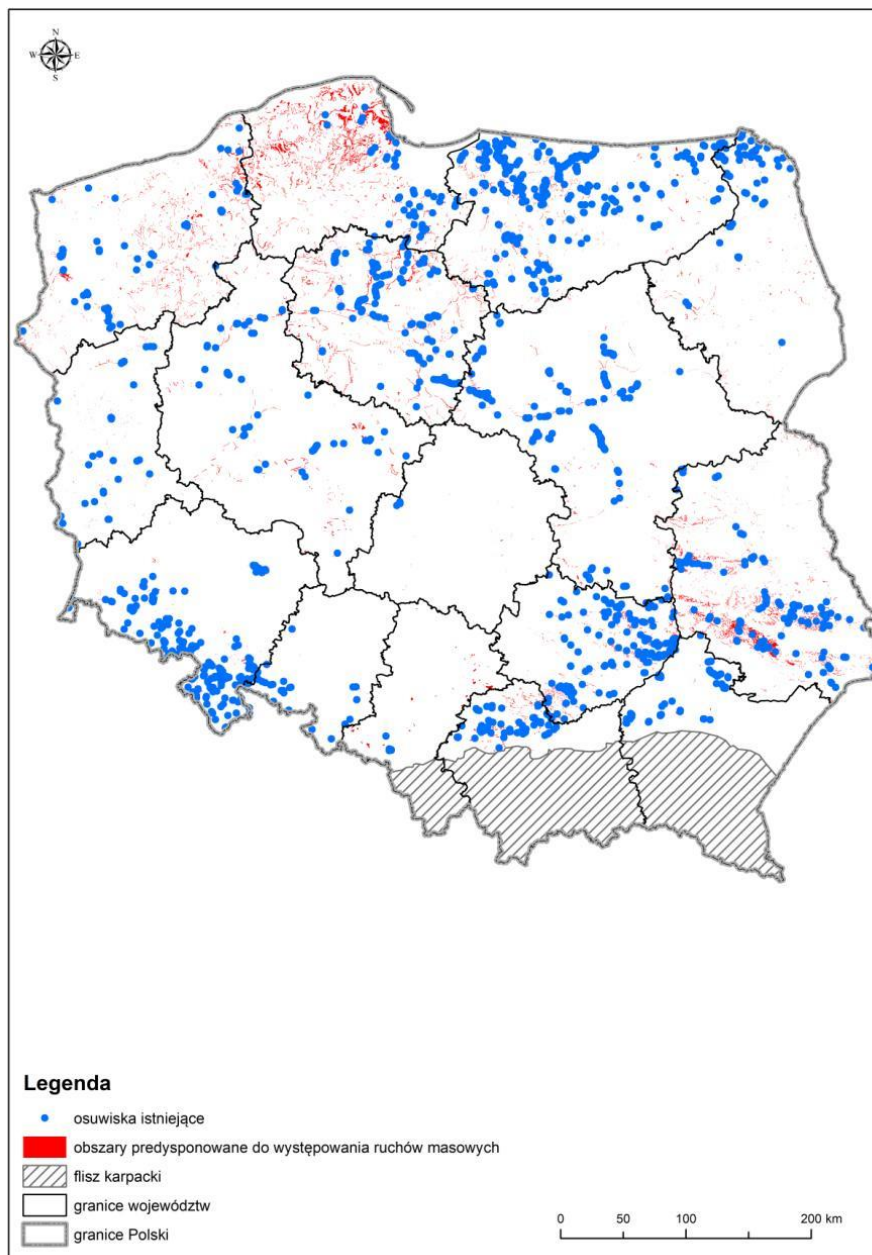 N
W E
S
Legenda
osuwiska istniejące
obszary predysponowane do występowania ruchów masowych
flisz karpacki
granice województw
granice Polski
0 50 100 200 km